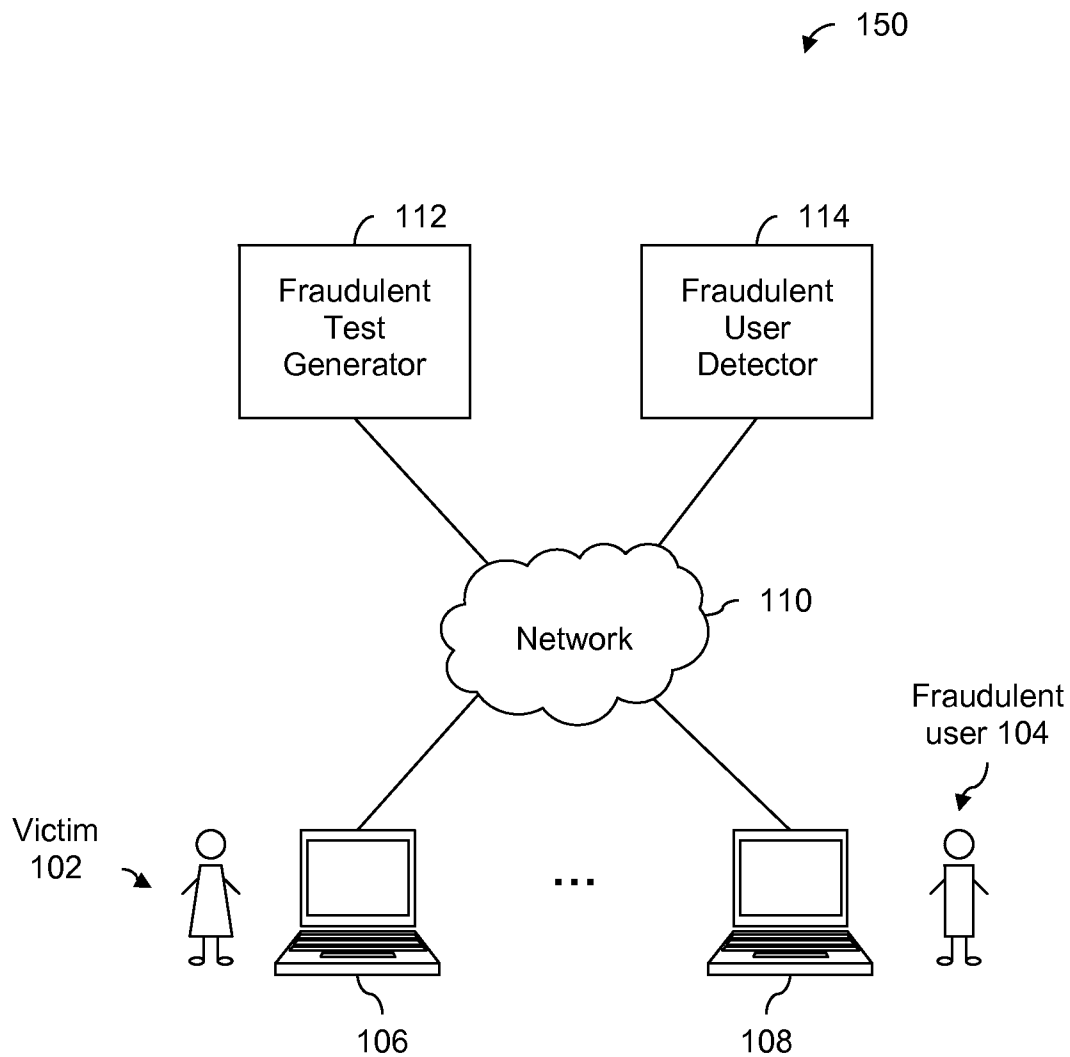 150
112
114
Fraudulent
Test
Generator
Fraudulent
User
Detector
110
Network
Fraudulent
user 104
Victim
102
...
106
108